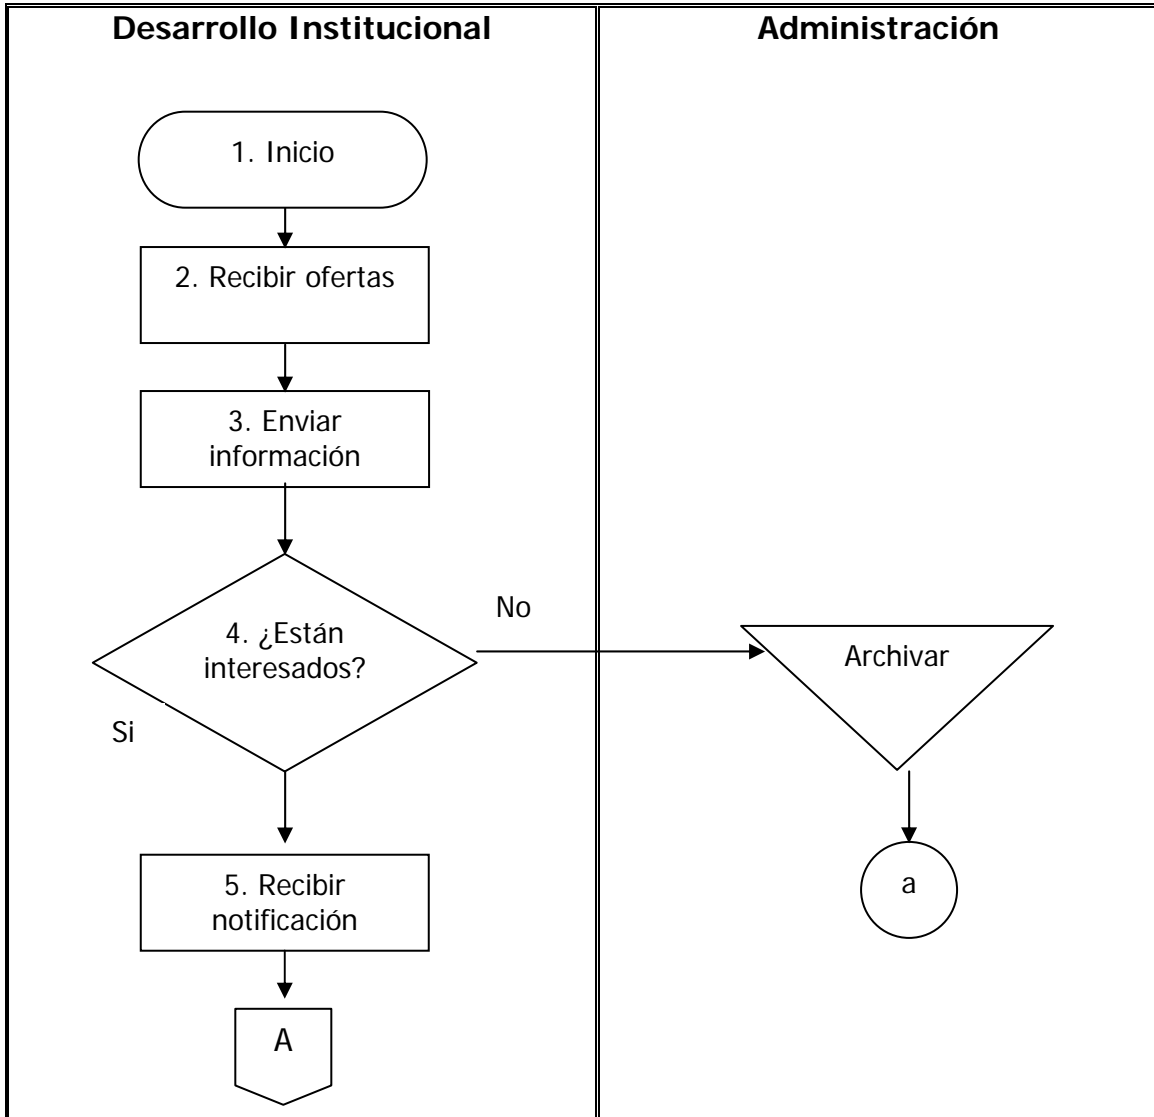 Desarrollo Institucional
Administración
1. Inicio
2. Recibir ofertas
3. Enviar
información
4. ¿Están
interesados?
No
Archivar
Si
5. Recibir
notificación
a
A